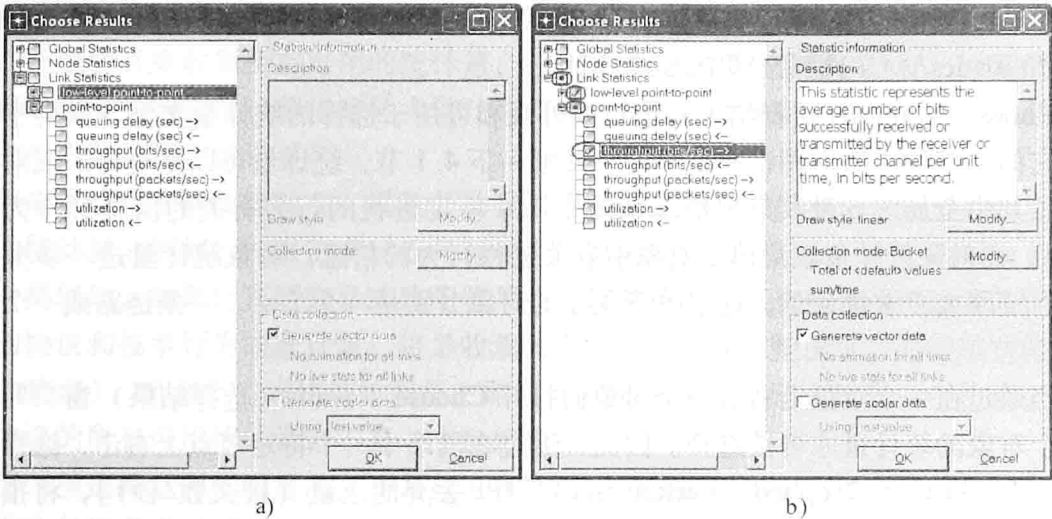 Choose Results
Global Statistics
Node Statistics
Link Statistics
low-level point-to-point
point-to-point
queuing delay (sec) -->
queuing delay (sec) <--
throughput (bits/sec) -->
throughput (bits/sec) <--
throughput (packets/sec) -->
throughput (packets/sec) <--
utilization -->
utilization <--
Statistic information
Description:
Draw style:
Modify...
Collection mode:
Modify...
Data collection
Generate vector data
No animation for all links
No live stats for all links
Generate scalar data
Using last value
OK
Cancel
a)
Choose Results
Global Statistics
Node Statistics
Link Statistics
low-level point-to-point
point-to-point
queuing delay (sec) -->
queuing delay (sec) <--
throughput (bits/sec) -->
throughput (bits/sec) <--
throughput (packets/sec) -->
throughput (packets/sec) <--
utilization -->
utilization <--
Statistic information
Description:
This statistic represents the
average number of bits
successfully received or
transmitted by the receiver or
transmitter channel per unit
time, in bits per second.
Draw style: linear
Modify...
Collection mode: Bucket
Modify...
Total of <default> values
sum/time
Data collection
Generate vector data
No animation for all links
No live stats for all links
Generate scalar data
Using last value
OK
Cancel
b)